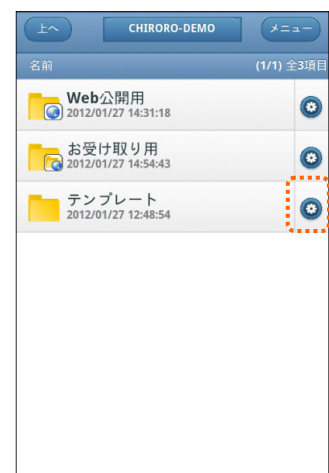 上へ CHIRORO-DEMO メニュー
名前 (1/1) 全3項目
Web公開用
2012/01/27 14:31:18
お受け取り用
2012/01/27 14:54:43
テンプレート
2012/01/27 12:48:54